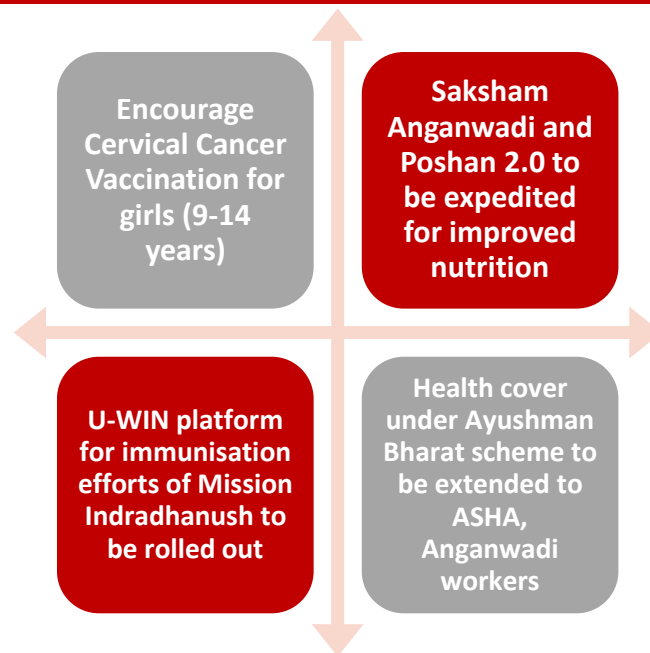 Encourage
Cervical Cancer
Vaccination for
girls (9-14
years)
Saksham
Anganwadi and
Poshan 2.0 to
be expedited
for improved
nutrition
U-WIN platform
for immunisation
efforts of Mission
Indradhanush to
be rolled out
Health cover
under Ayushman
Bharat scheme to
be extended to
ASHA,
Anganwadi
workers